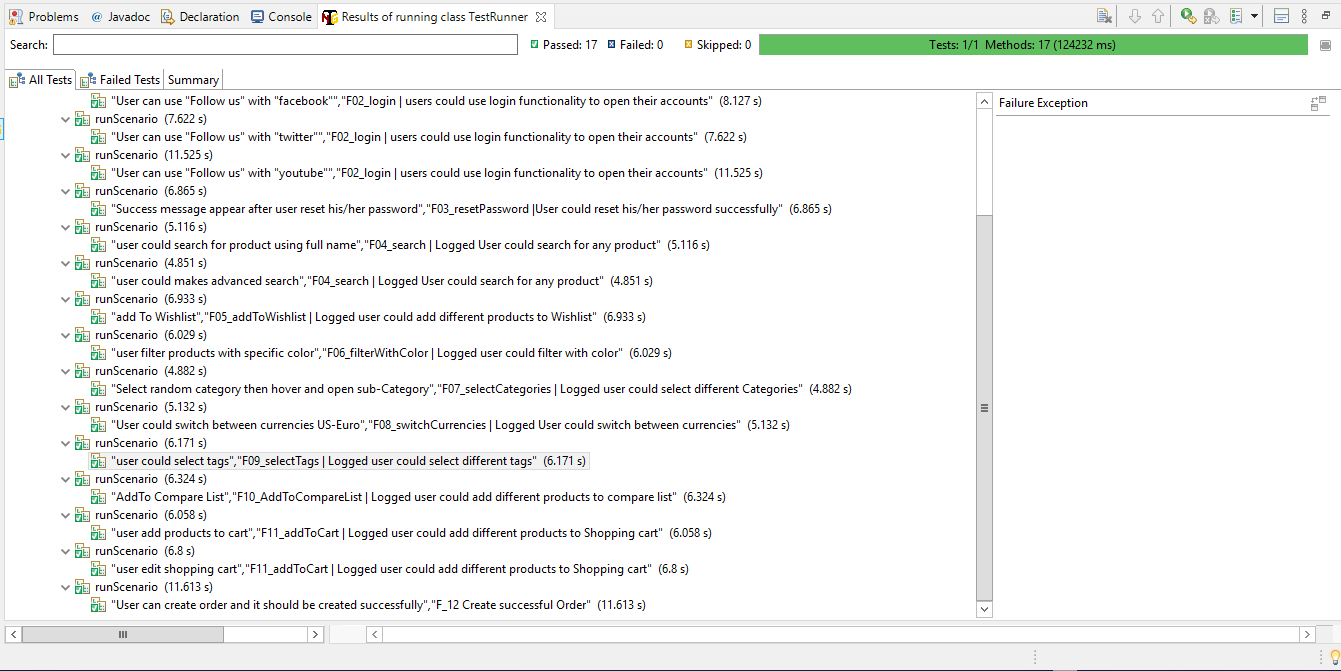 Problems Javadoc Declaration Console Results of running class TestRunner
Search: Passed: 17 Failed: 0 Skipped: 0 Tests: 1/1 Methods: 17 (124232 ms)
All Tests Failed Tests Summary
Failure Exception
"User can use "Follow us" with "facebook"","F02_login | users could use login functionality to open their accounts" (8.127 s)
runScenario (7.622 s)
"User can use "Follow us" with "twitter"","F02_login | users could use login functionality to open their accounts" (7.622 s)
runScenario (11.525 s)
"User can use "Follow us" with "youtube"","F02_login | users could use login functionality to open their accounts" (11.525 s)
runScenario (6.865 s)
"Success message appear after user reset his/her password","F03_resetPassword |User could reset his/her password successfully" (6.865 s)
runScenario (5.116 s)
"user could search for product using full name","F04_search | Logged User could search for any product" (5.116 s)
runScenario (4.851 s)
"user could makes advanced search","F04_search | Logged User could search for any product" (4.851 s)
runScenario (6.933 s)
"add To Wishlist","F05_addToWishlist | Logged user could add different products to Wishlist" (6.933 s)
runScenario (6.029 s)
"user filter products with specific color","F06_filterWithColor | Logged user could filter with color" (6.029 s)
runScenario (4.882 s)
"Select random category then hover and open sub-Category","F07_selectCategories | Logged user could select different Categories" (4.882 s)
runScenario (5.132 s)
"User could switch between currencies US-Euro","F08_switchCurrencies | Logged User could switch between currencies" (5.132 s)
runScenario (6.171 s)
"user could select tags","F09_selectTags | Logged user could select different tags" (6.171 s)
runScenario (6.324 s)
"AddTo Compare List","F10_AddToCompareList | Logged user could add different products to compare list" (6.324 s)
runScenario (6.058 s)
"user add products to cart","F11_addToCart | Logged user could add different products to Shopping cart" (6.058 s)
runScenario (6.8 s)
"user edit shopping cart","F11_addToCart | Logged user could add different products to Shopping cart" (6.8 s)
runScenario (11.613 s)
"User can create order and it should be created successfully","F_12 Create successful Order" (11.613 s)